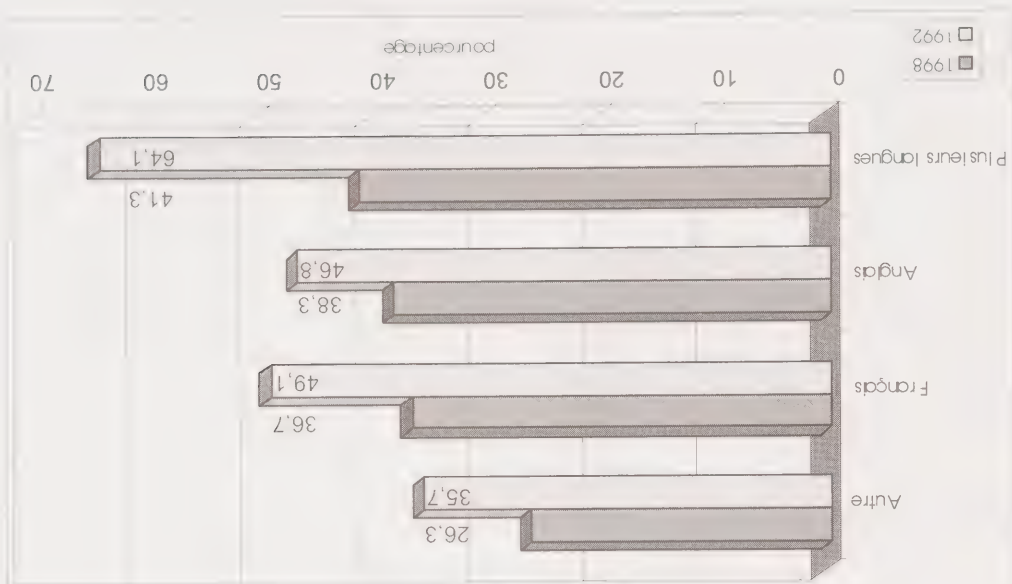 Autre
26.3
35,7
Français
36,7
49,1
Anglais
38,3
46,8
Plusieurs langues
41.3
64,1
0 10 20 30 40 50 60 70
pourcentage
1998
1992